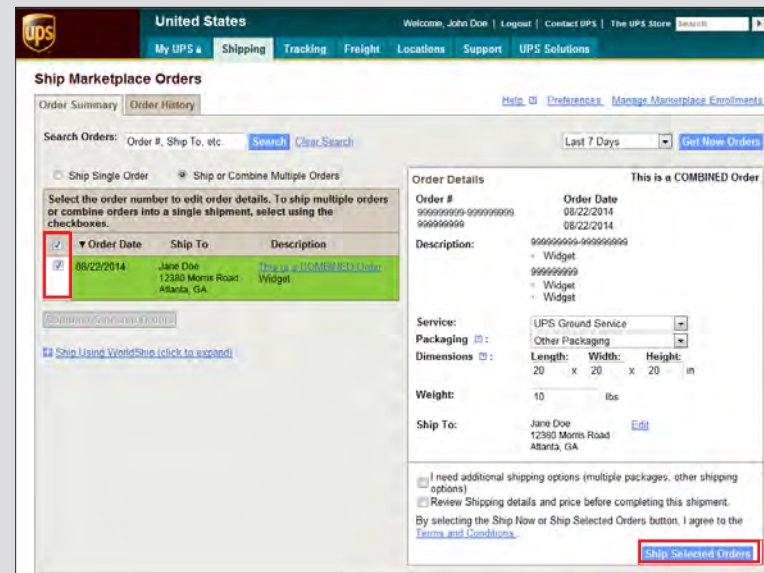 ups
United States
Welcome, John Doe | Logout | Contact UPS | The UPS Store Search
My UPS Shipping Tracking Freight Locations Support UPS Solutions
Ship Marketplace Orders
Order Summary Order History
Help Preferences Manage Marketplace Enrollments
Search Orders: Order #, Ship To, etc. Search Clear Search
Last 7 Days Get New Orders
Ship Single Order Ship or Combine Multiple Orders
Select the order number to edit order details. To ship multiple orders
or combine orders into a single shipment, select using the
checkboxes.
▼ Order Date Ship To Description
08/22/2014 Jane Doe This is a COMBINED Order
12380 Morris Road Widget
Atlanta, GA
Combine Selected Orders
Ship Using WorldShip (click to expand)
Order Details This is a COMBINED Order
Order # Order Date
999999999-999999999 08/22/2014
999999999 08/22/2014
Description: 999999999-999999999
Widget
999999999
Widget
Widget
Service: UPS Ground Service
Packaging : Other Packaging
Dimensions : Length: Width: Height:
20 x 20 x 20 in
Weight: 10 lbs
Ship To: Jane Doe Edit
12380 Morris Road
Atlanta, GA
I need additional shipping options (multiple packages, other shipping
options)
Review Shipping details and price before completing this shipment.
By selecting the Ship Now or Ship Selected Orders button, I agree to the
Terms and Conditions.
Ship Selected Orders